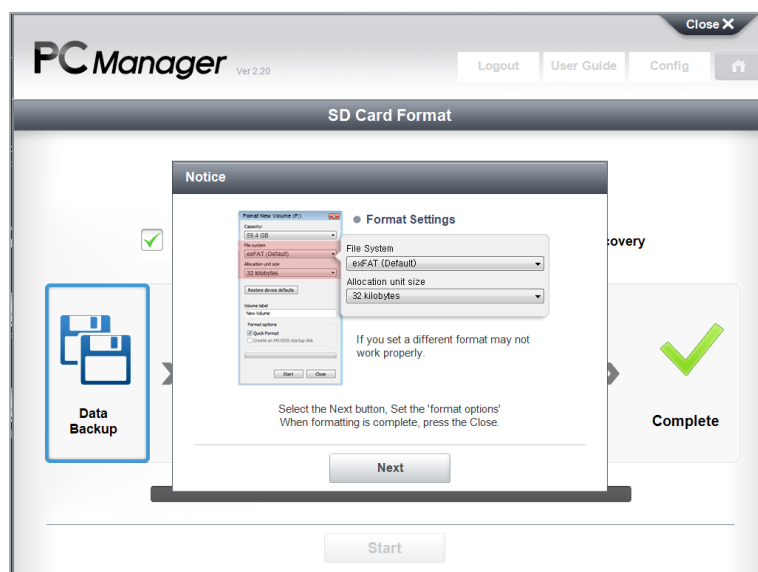 Close X
PC Manager Ver 2.20
Logout User Guide Config
SD Card Format
Notice
Format New Volume (F:)
Capacity:
59.4 GB
File system
exFAT (Default)
Allocation unit size
32 kilobytes
Restore device defaults
Volume label
New Volume
Format options
Quick Format
Create an MS-DOS startup disk
Start Close
Format Settings
File System
exFAT (Default)
Allocation unit size
32 kilobytes
If you set a different format may not
work properly.
Select the Next button, Set the 'format options'
When formatting is complete, press the Close.
Next
covery
Data
Backup
Complete
Start